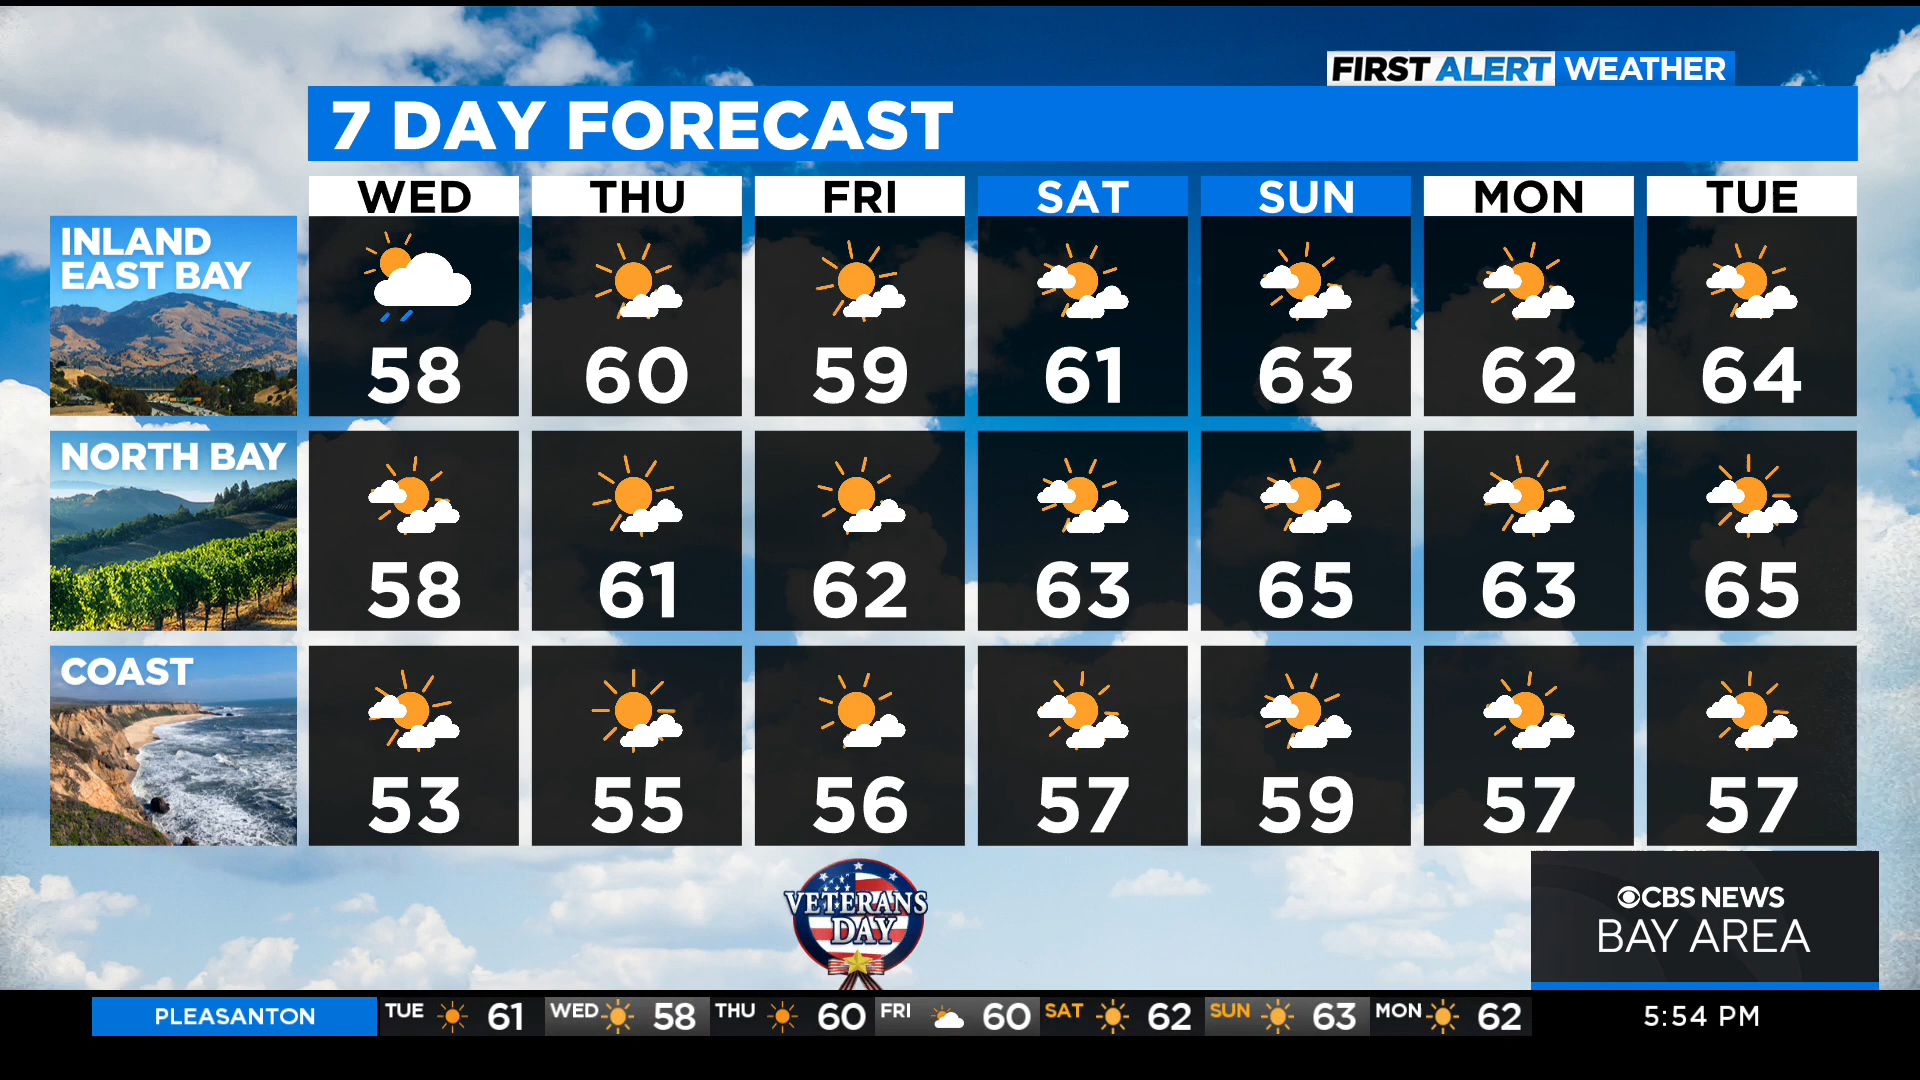 FIRST ALERT WEATHER
7 DAY FORECAST
WED THU FRI SAT SUN MON TUE
INLAND
EAST BAY
58 60 59 61 63 62 64
NORTH BAY
58 61 62 63 65 63 65
COAST
53 55 56 57 59 57 57
VETERANS
DAY
CBS NEWS
BAY AREA
PLEASANTON TUE 61 WED 58 THU 60 FRI 60 SAT 62 SUN 63 MON 62 5:54 PM